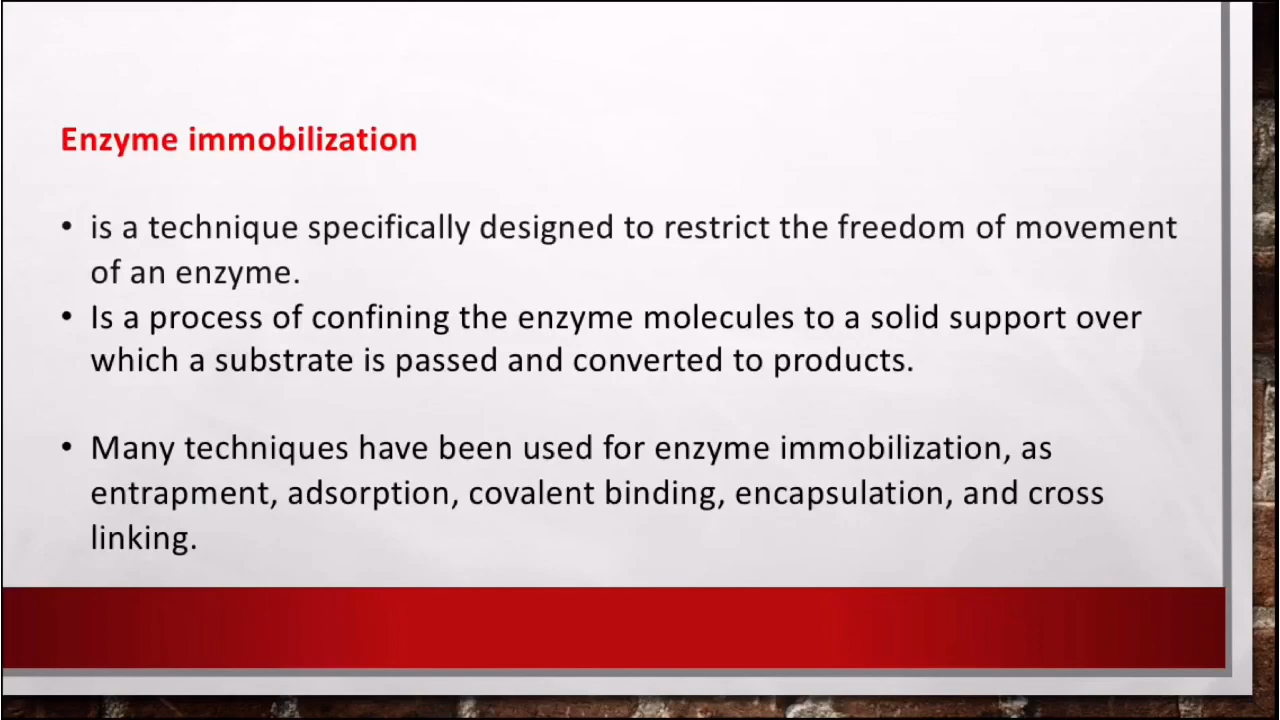 Enzyme immobilization
• is a technique specifically designed to restrict the freedom of movement
of an enzyme.
• Is a process of confining the enzyme molecules to a solid support over
which a substrate is passed and converted to products.
• Many techniques have been used for enzyme immobilization, as
entrapment, adsorption, covalent binding, encapsulation, and cross
linking.